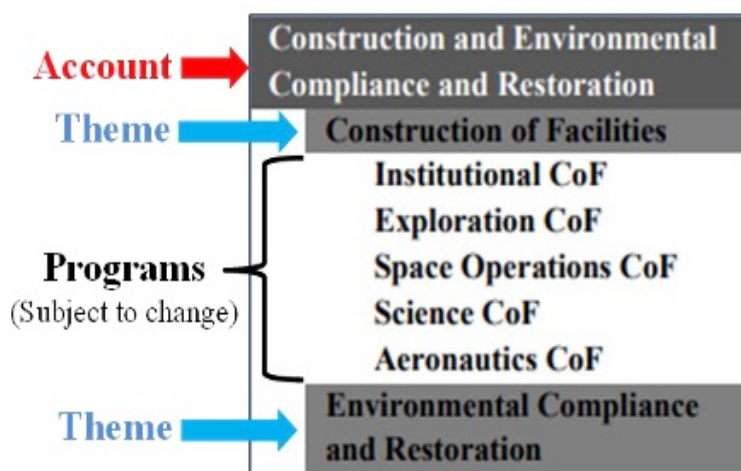 Account
Construction and Environmental
Compliance and Restoration
Theme
Construction of Facilities
Programs
(Subject to change)
Institutional CoF
Exploration CoF
Space Operations CoF
Science CoF
Aeronautics CoF
Theme
Environmental Compliance
and Restoration